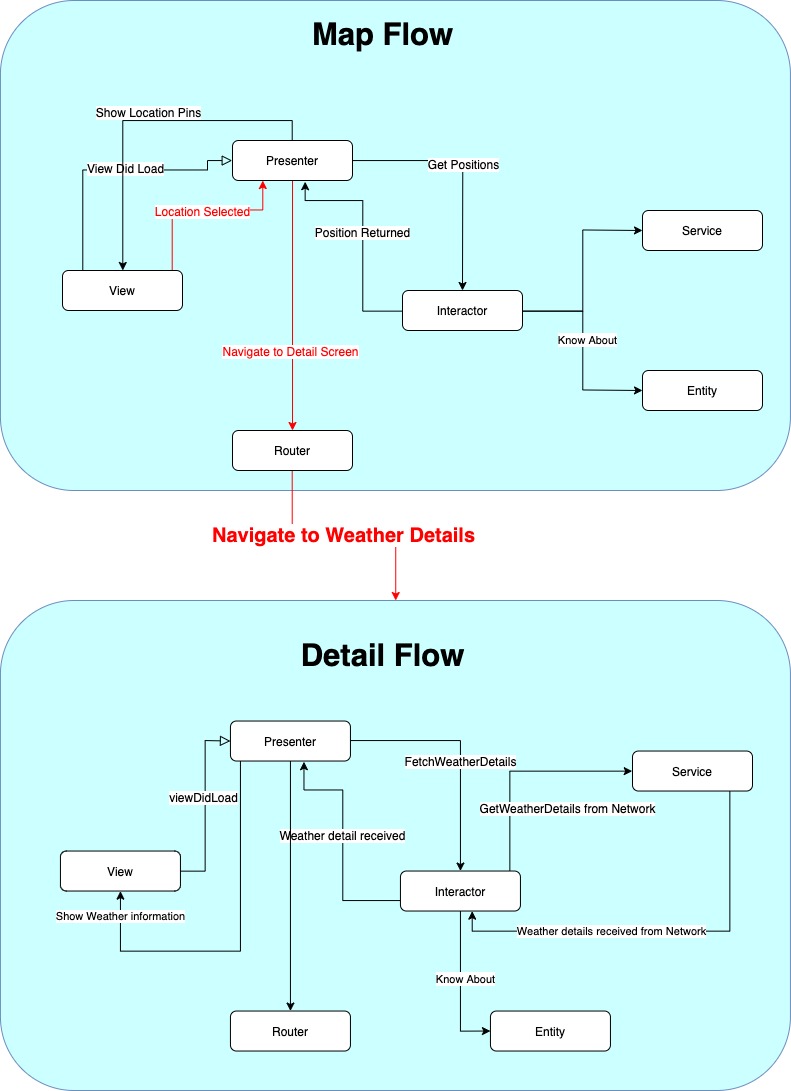 Map Flow
Show Location Pins
View Did Load
Presenter
Get Positions
Location Selected
Position Returned
Service
View
Interactor
Know About
Navigate to Detail Screen
Entity
Router
Navigate to Weather Details
Detail Flow
Presenter
FetchWeatherDetails
Service
viewDidLoad
GetWeatherDetails from Network
Weather detail received
View
Interactor
Show Weather information
Weather details received from Network
Know About
Router
Entity